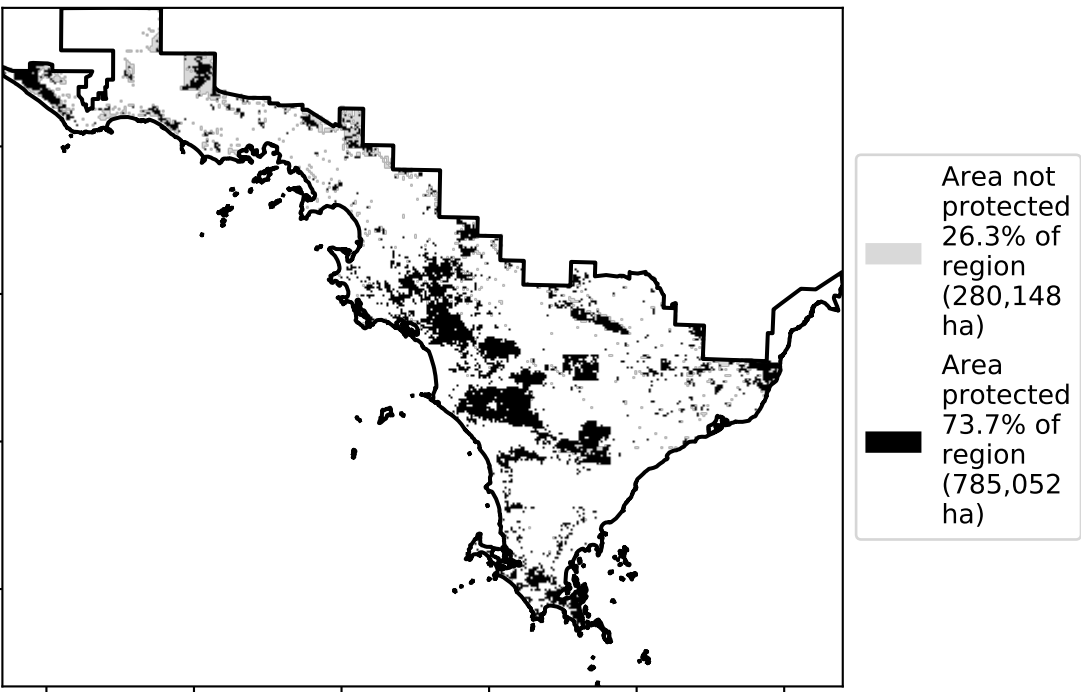 Area not
protected
26.3% of
region
(280,148
ha)
Area
protected
73.7% of
region
(785,052
ha)